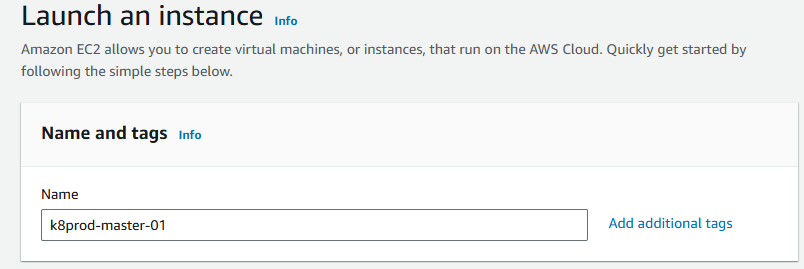 Launch an instance Info
Amazon EC2 allows you to create virtual machines, or instances, that run on the AWS Cloud. Quickly get started by
following the simple steps below.
Name and tags Info
Name
k8prod-master-01 Add additional tags